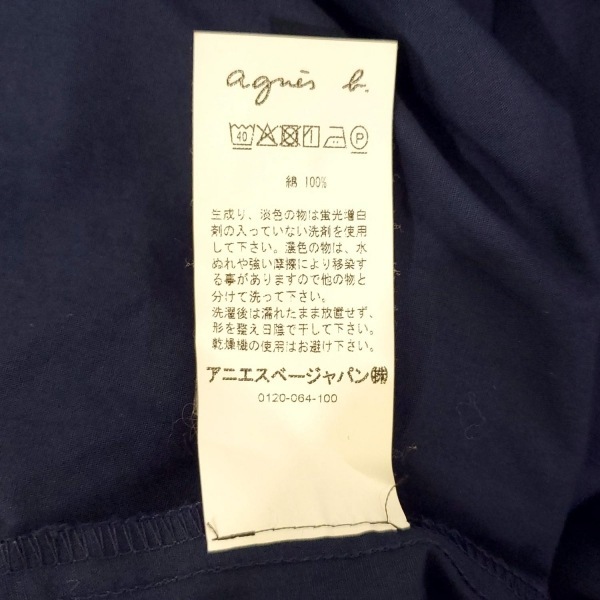 agnès b.
40 P
綿 100%
生成り、淡色の物は蛍光増白
剤の入っていない洗剤を使用
して下さい。濃色の物は、水
ぬれや強い摩擦により移染す
る事がありますので他の物と
分けて洗って下さい。
洗濯後は濡れたまま放置せず、
形を整え日陰で干して下さい。
乾燥機の使用はお避け下さい。
アニエスベージャパン㈱
0120-064-100